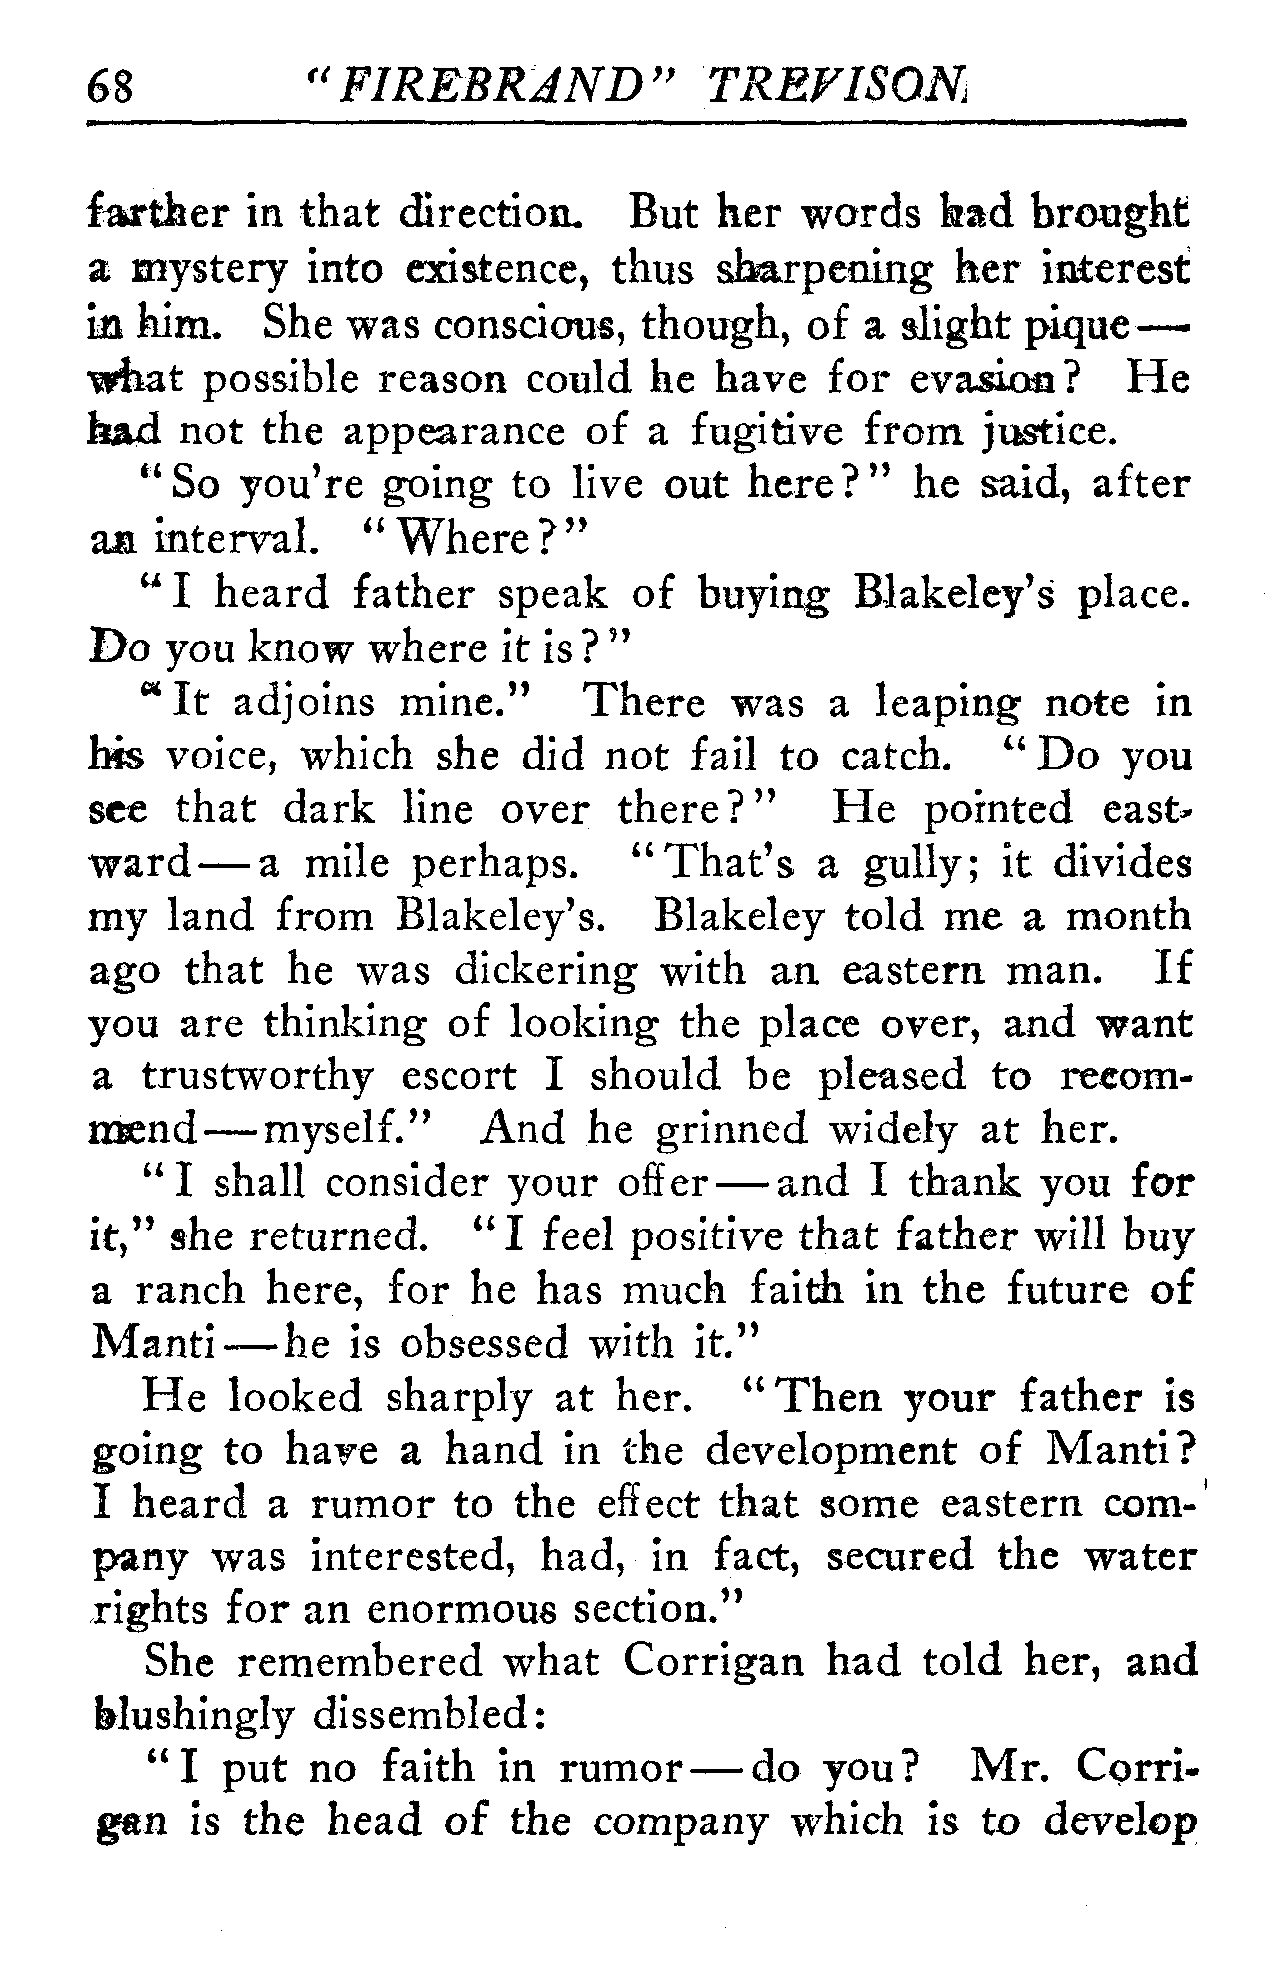 68 "FIREBRAND" TREVISON
farther in that direction. But her words had brought
a mystery into existence, thus sharpening her interest
in him. She was conscious, though, of a slight pique—
what possible reason could he have for evasion? He
had not the appearance of a fugitive from justice.
"So you're going to live out here?" he said, after
an interval. "Where?"
"I heard father speak of buying Blakeley's place.
Do you know where it is?"
"It adjoins mine." There was a leaping note in
his voice, which she did not fail to catch. "Do you
see that dark line over there?" He pointed east-
ward—a mile perhaps. "That's a gully; it divides
my land from Blakeley's. Blakeley told me a month
ago that he was dickering with an eastern man. If
you are thinking of looking the place over, and want
a trustworthy escort I should be pleased to recom-
mend—myself." And he grinned widely at her.
"I shall consider your offer—and I thank you for
it," she returned. "I feel positive that father will buy
a ranch here, for he has much faith in the future of
Manti—he is obsessed with it."
He looked sharply at her. "Then your father is
going to have a hand in the development of Manti?
I heard a rumor to the effect that some eastern com-
pany was interested, had, in fact, secured the water
rights for an enormous section."
She remembered what Corrigan had told her, and
blushingly dissembled:
"I put no faith in rumor—do you? Mr. Corri-
gan is the head of the company which is to develop